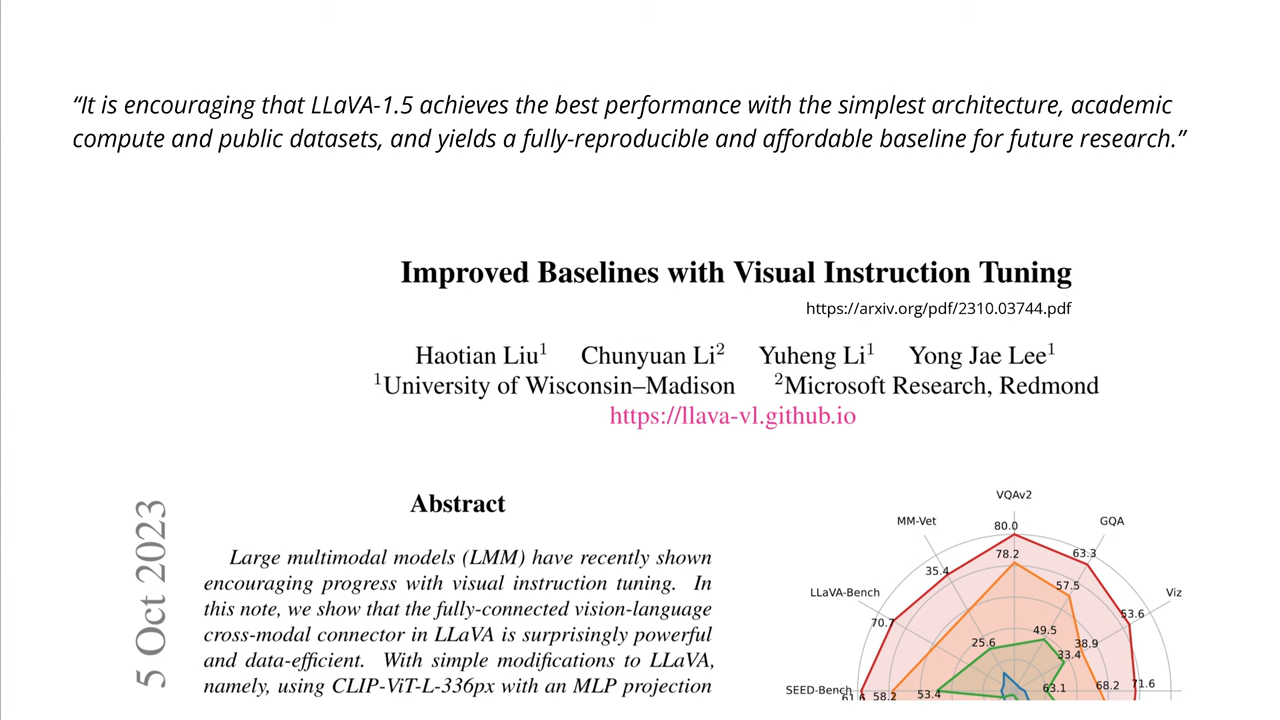 “It is encouraging that LLaVA-1.5 achieves the best performance with the simplest architecture, academic
compute and public datasets, and yields a fully-reproducible and affordable baseline for future research.”
Improved Baselines with Visual Instruction Tuning
https://arxiv.org/pdf/2310.03744.pdf
Haotian Liu¹ Chunyuan Li² Yuheng Li¹ Yong Jae Lee¹
¹University of Wisconsin–Madison ²Microsoft Research, Redmond
https://llava-vl.github.io
5 Oct 2023
Abstract
Large multimodal models (LMM) have recently shown
encouraging progress with visual instruction tuning. In
this note, we show that the fully-connected vision-language
cross-modal connector in LLaVA is surprisingly powerful
and data-efficient. With simple modifications to LLaVA,
namely, using CLIP-ViT-L-336px with an MLP projection
VQAv2
MM-Vet
GQA
80.0
78.2
63.3
35.4
57.5
LLaVA-Bench
Viz
53.6
70.7
49.5
25.6
38.9
33.4
SEED-Bench
61.6
58.2
53.4
63.1
68.2
71.6